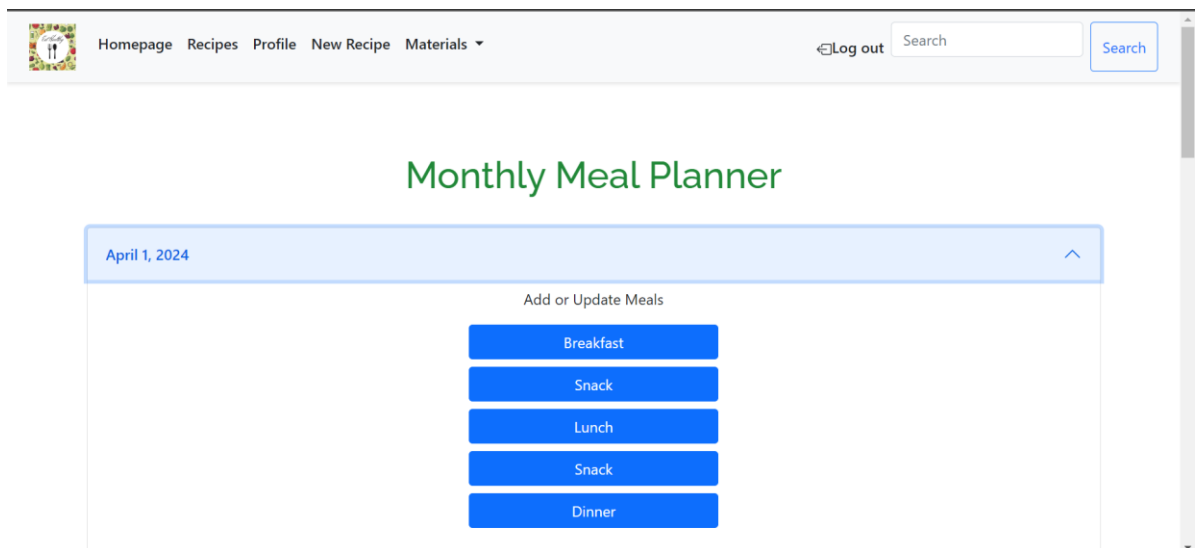 Homepage Recipes Profile New Recipe Materials Log out Search Search
Monthly Meal Planner
April 1, 2024
Add or Update Meals
Breakfast
Snack
Lunch
Snack
Dinner